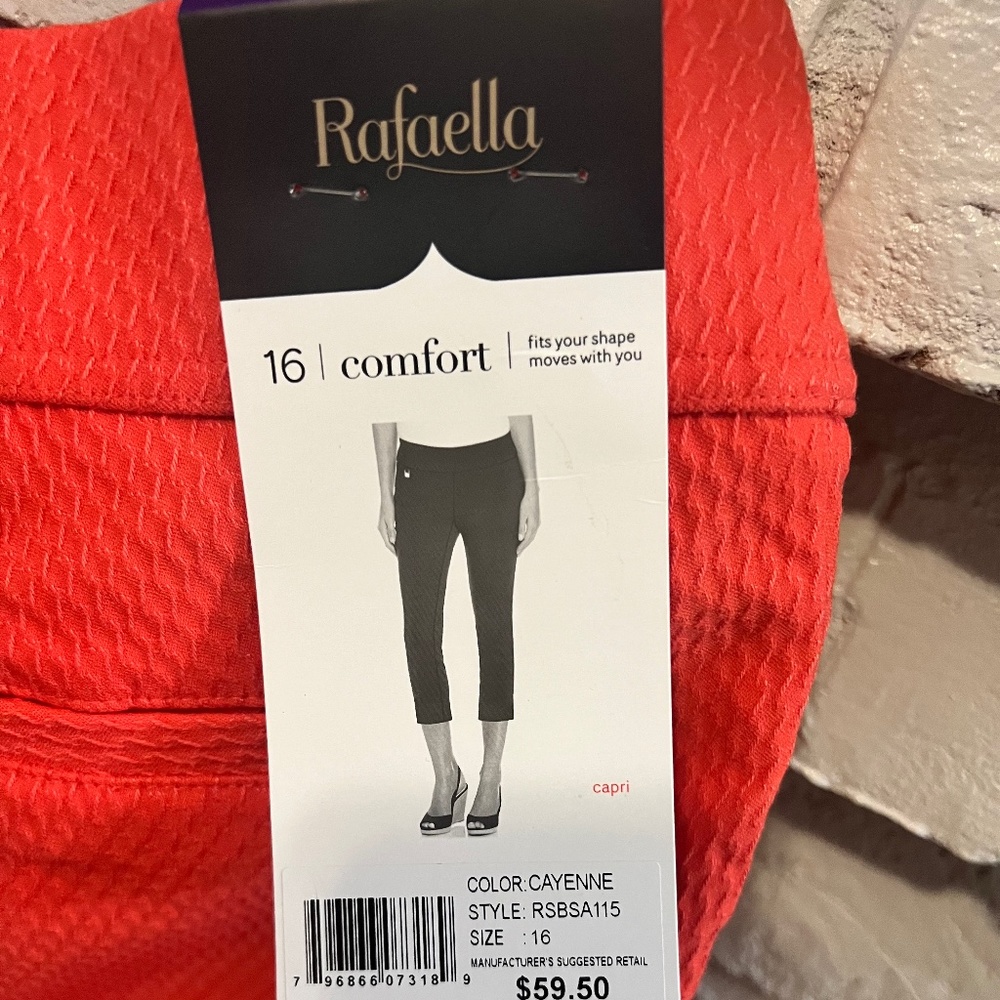 Rafaella
16 | comfort | fits your shape
moves with you
capri
COLOR:CAYENNE
STYLE: RSBSA115
SIZE : 16
MANUFACTURER'S SUGGESTED RETAIL
$59.50
7 96866 07318 9